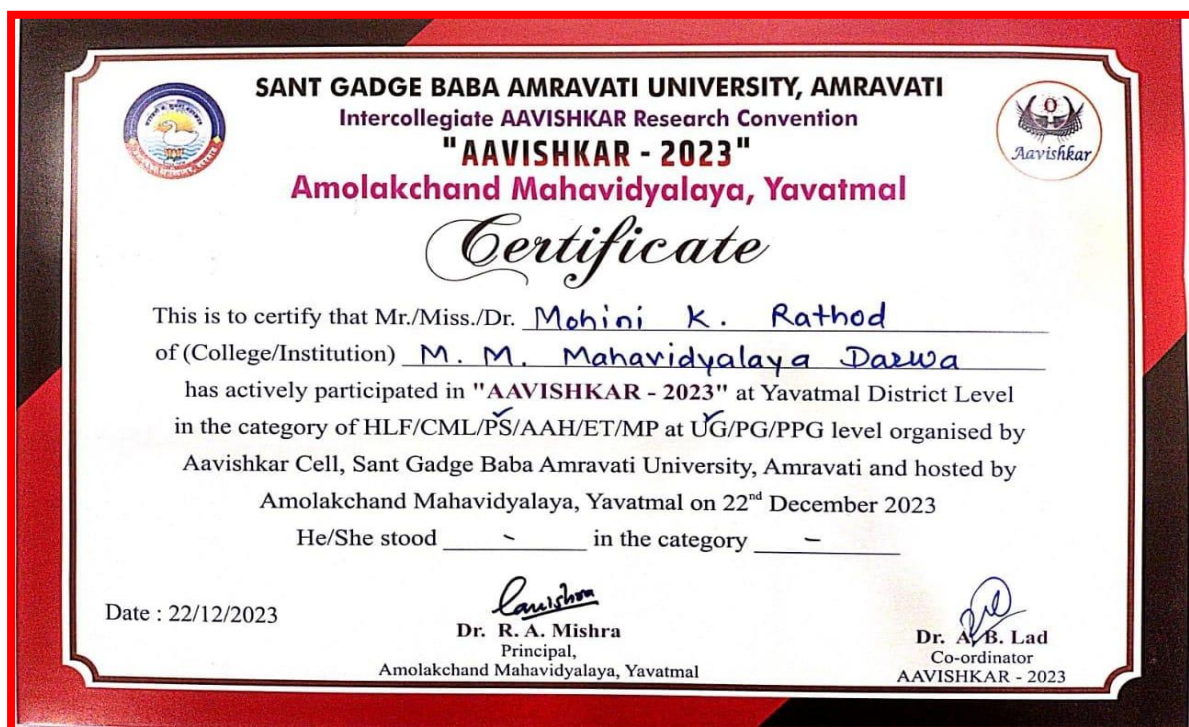 SANT GADGE BABA AMRAVATI UNIVERSITY, AMRAVATI
Intercollegiate AAVISHKAR Research Convention
"AAVISHKAR - 2023"
Amolakchand Mahavidyalaya, Yavatmal
Aavishkar
Certificate
This is to certify that Mr./Miss./Dr. Mohini K. Rathod
of (College/Institution) M. M. Mahavidyalaya Darwa
has actively participated in "AAVISHKAR - 2023" at Yavatmal District Level
in the category of HLF/CML/PS/AAH/ET/MP at UG/PG/PPG level organised by
Aavishkar Cell, Sant Gadge Baba Amravati University, Amravati and hosted by
Amolakchand Mahavidyalaya, Yavatmal on 22nd December 2023
He/She stood - in the category -
Date : 22/12/2023
Dr. R. A. Mishra
Principal,
Amolakchand Mahavidyalaya, Yavatmal
Dr. A. B. Lad
Co-ordinator
AAVISHKAR - 2023